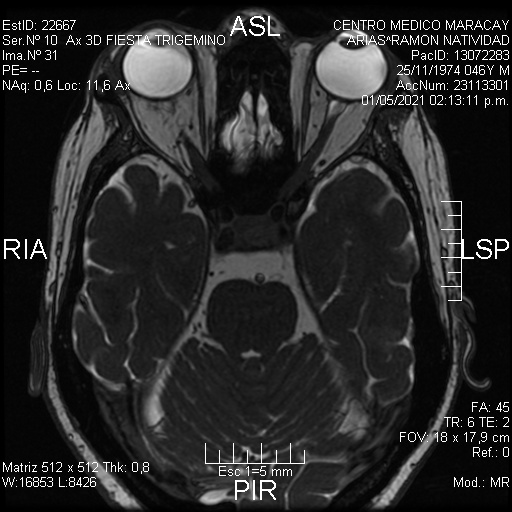 EstID: 22667
Ser.Nº 10 Ax 3D FIESTA TRIGEMINO
Ima.Nº 31
PE= --
NAq: 0,6 Loc: 11,6 Ax
ASL
CENTRO MEDICO MARACAY
ARIAS^RAMON NATIVIDAD
PacID: 13072283
25/11/1974 046Y M
AccNum: 23113301
01/05/2021 02:13:11 p.m.
RIA
LSP
Matriz 512 x 512 Thk: 0,8
W:16853 L:8426
Esc 1=5 mm
PIR
FA: 45
TR: 6 TE: 2
FOV: 18 x 17,9 cm
Ref.: 0
Mod.: MR